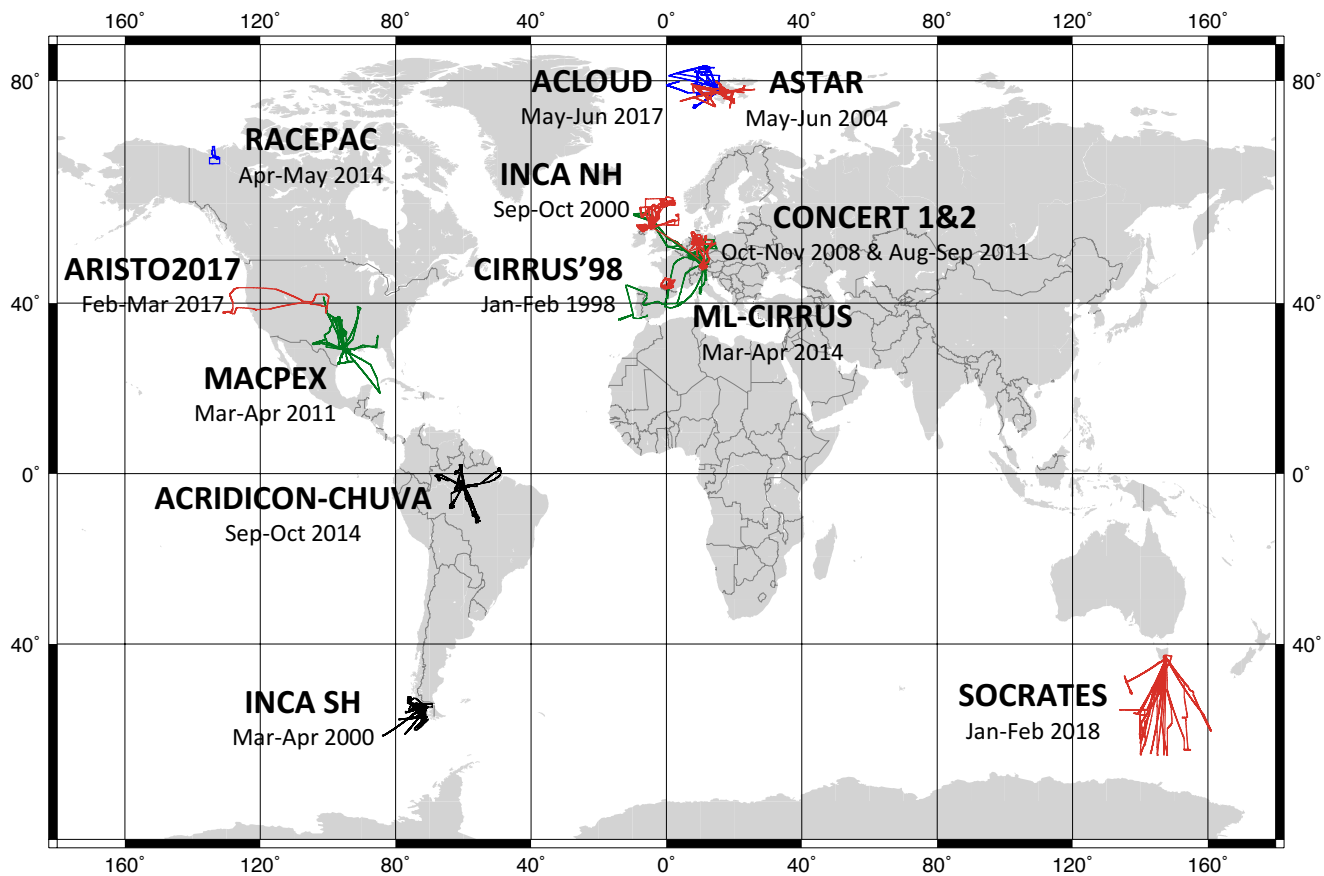 160° 120° 80° 40° 0° 40° 80° 120° 160°
80° 80°
ACLOUD
May-Jun 2017
ASTAR
May-Jun 2004
RACEPAC
Apr-May 2014
INCA NH
Sep-Oct 2000
CONCERT 1&2
Oct-Nov 2008 & Aug-Sep 2011
ARISTO2017
Feb-Mar 2017
CIRRUS’98
Jan-Feb 1998
40° 40°
ML-CIRRUS
Mar-Apr 2014
MACPEX
Mar-Apr 2011
0° 0°
ACRIDICON-CHUVA
Sep-Oct 2014
40° 40°
INCA SH
Mar-Apr 2000
SOCRATES
Jan-Feb 2018
160° 120° 80° 40° 0° 40° 80° 120° 160°